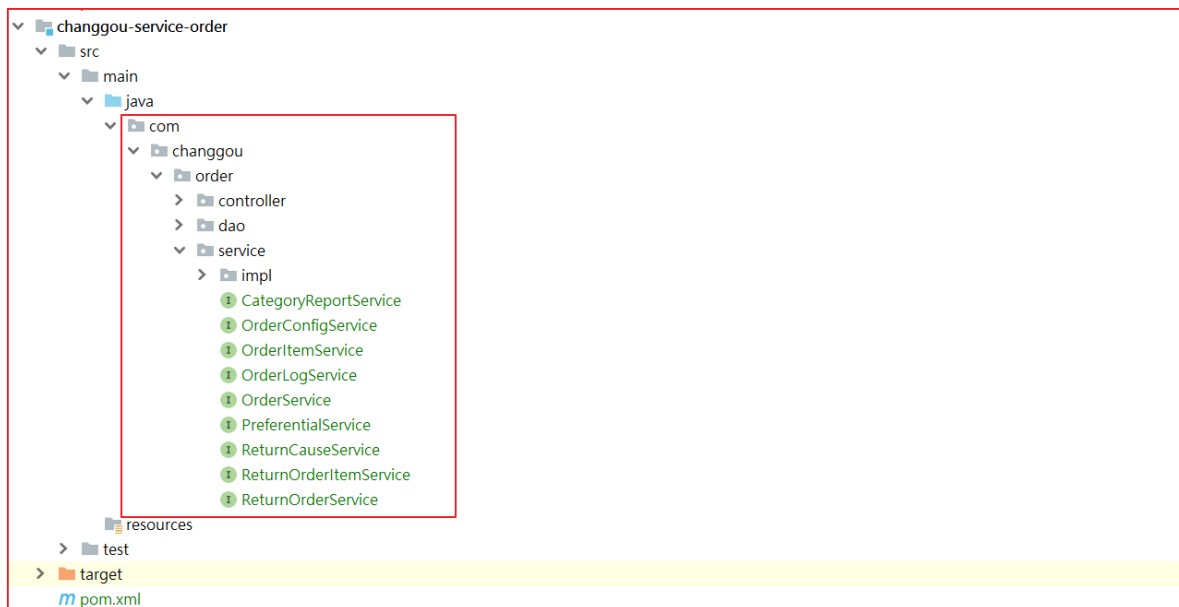 changgou-service-order
src
main
java
com
changgou
order
controller
dao
service
impl
CategoryReportService
OrderConfigService
OrderItemService
OrderLogService
OrderService
PreferentialService
ReturnCauseService
ReturnOrderItemService
ReturnOrderService
resources
test
target
pom.xml